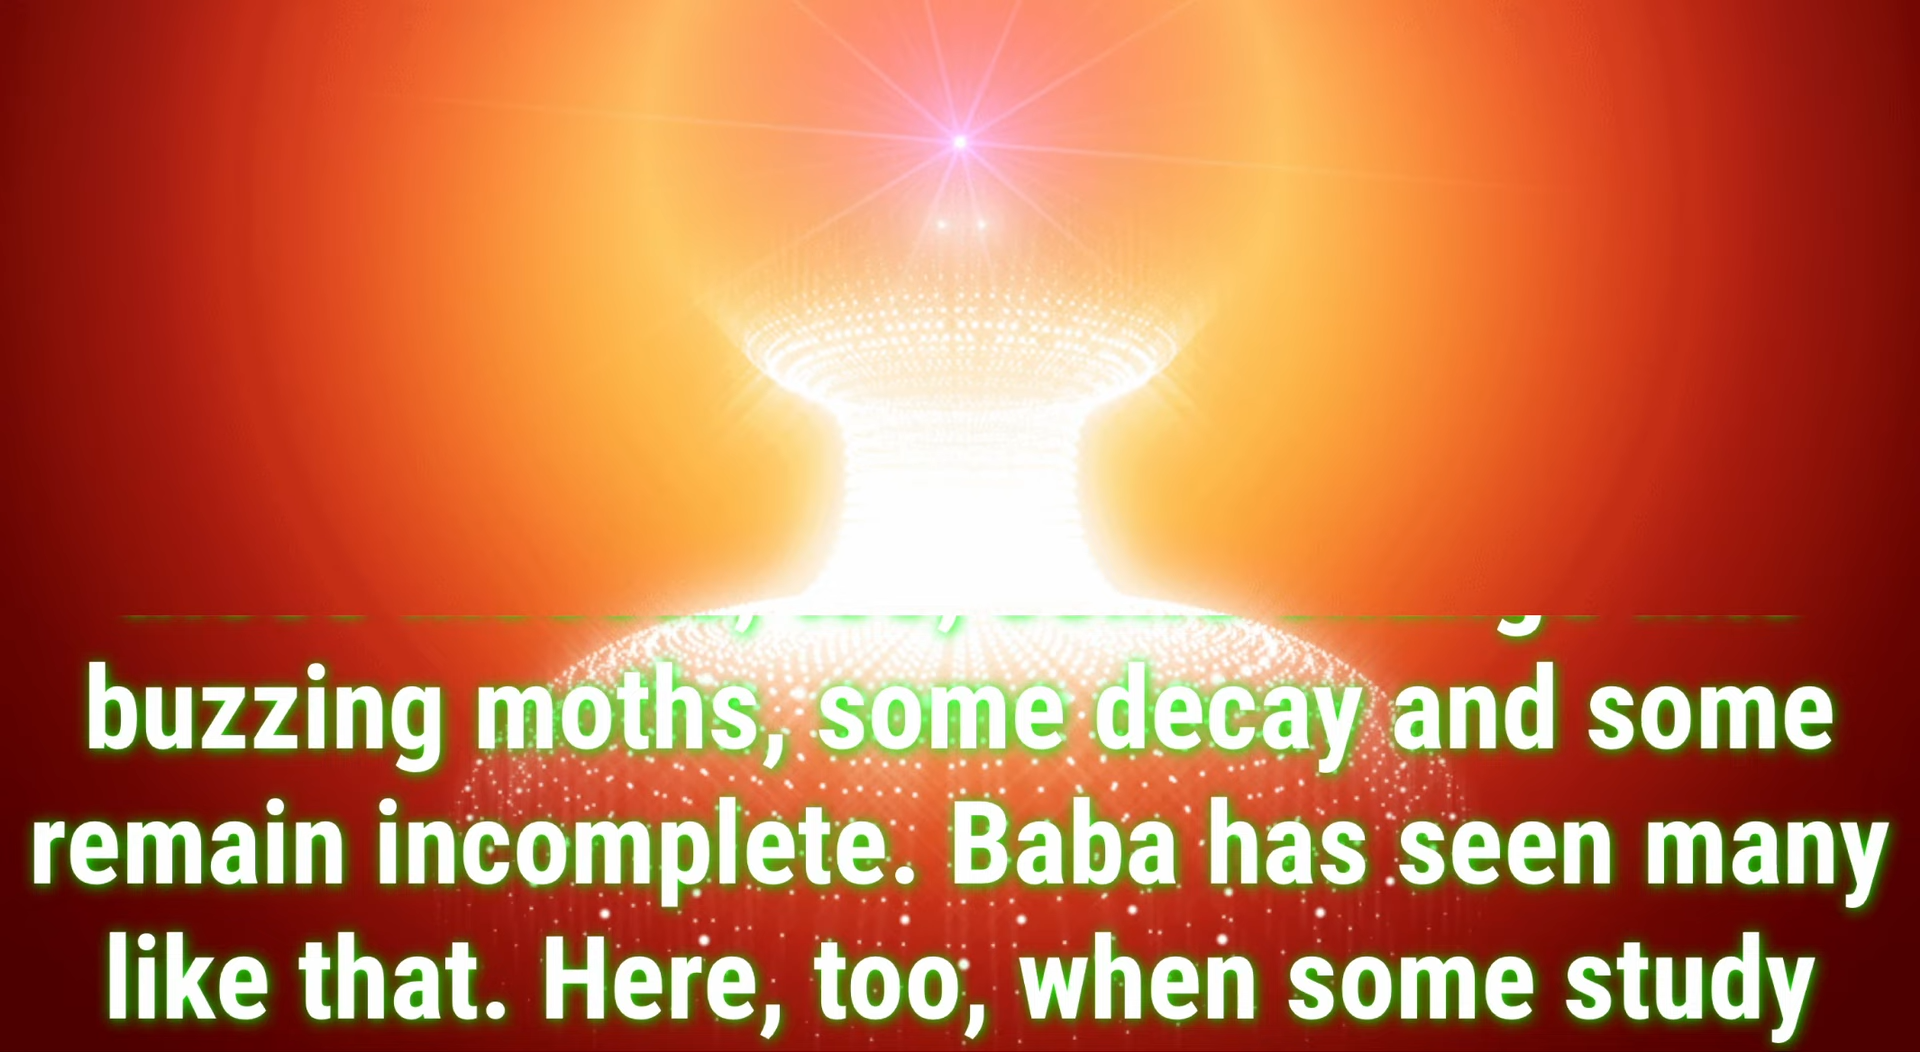 buzzing moths, some decay and some
remain incomplete. Baba has seen many
like that. Here, too, when some study